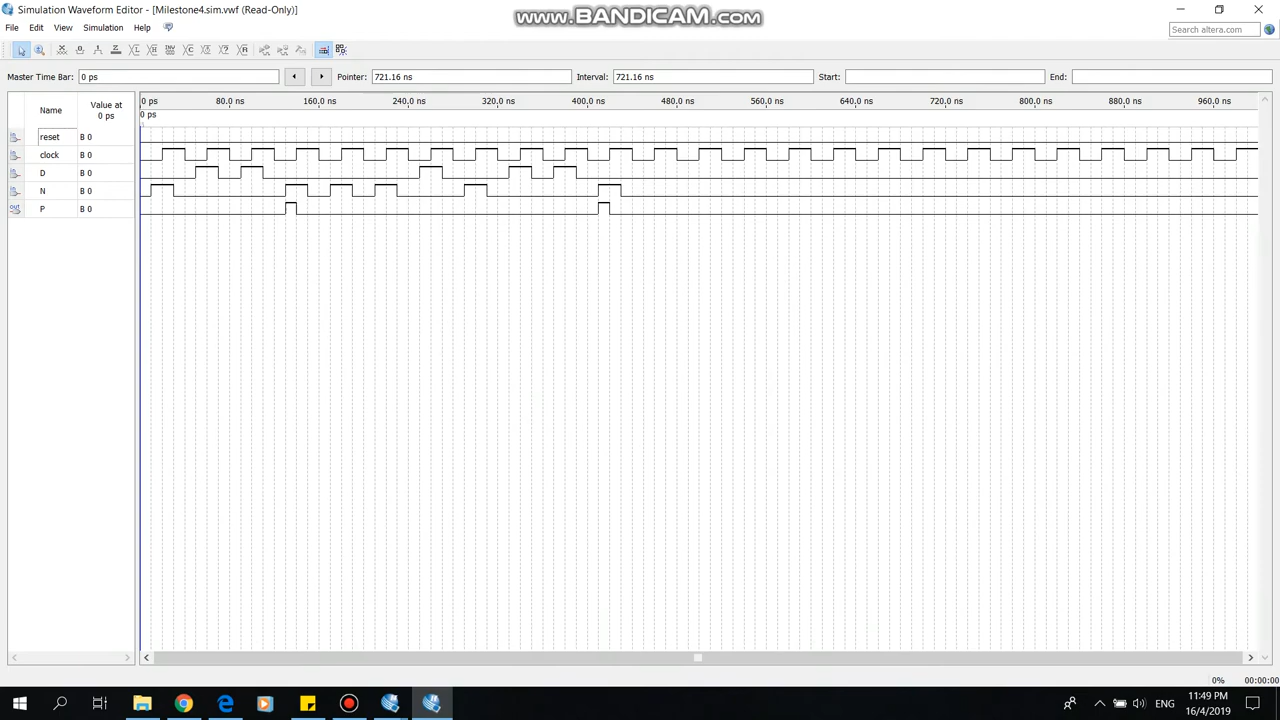 Simulation Waveform Editor - [Milestone4.sim.vwf (Read-Only)]
www.BANDICAM.com
File Edit View Simulation Help
Search altera.com
Master Time Bar: 0 ps Pointer: 721.16 ns Interval: 721.16 ns Start: End:
Name Value at 0 ps
0 ps 80.0 ns 160.0 ns 240.0 ns 320.0 ns 400.0 ns 480.0 ns 560.0 ns 640.0 ns 720.0 ns 800.0 ns 880.0 ns 960.0 ns
0 ps
reset B 0
clock B 0
D B 0
N B 0
P B 0
0% 00:00:00
ENG
11:49 PM
16/4/2019